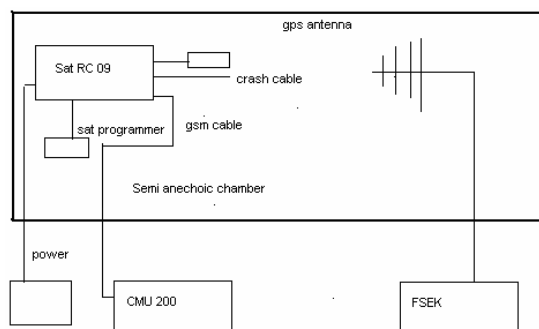 gps antenna
Sat RC 09
crash cable
sat programmer
gsm cable
Semi anechoic chamber
power
CMU 200
FSEK